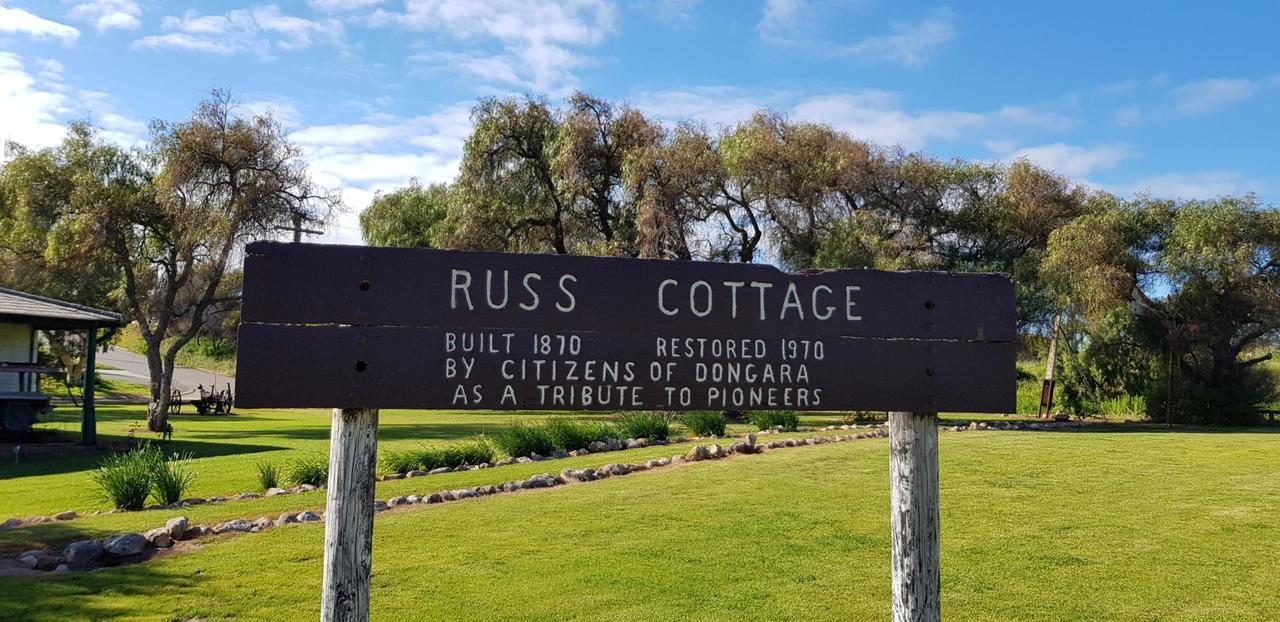 RUSS COTTAGE
BUILT 1870 RESTORED 1970
BY CITIZENS OF DONGARA
AS A TRIBUTE TO PIONEERS